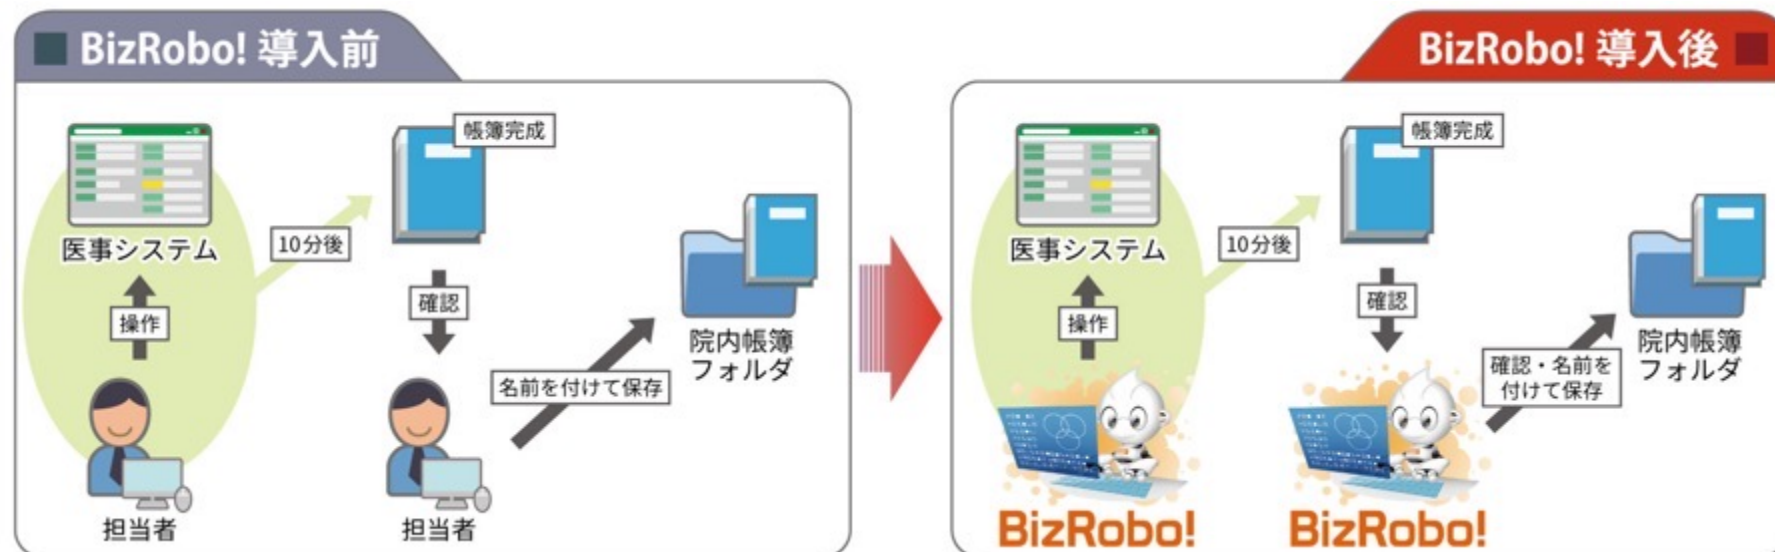 BizRobo! 導入前
帳簿完成
医事システム
10分後
操作
確認
名前を付けて保存
院内帳簿
フォルダ
担当者
担当者
BizRobo! 導入後
帳簿完成
医事システム
10分後
操作
確認
確認・名前を
付けて保存
院内帳簿
フォルダ
BizRobo!
BizRobo!